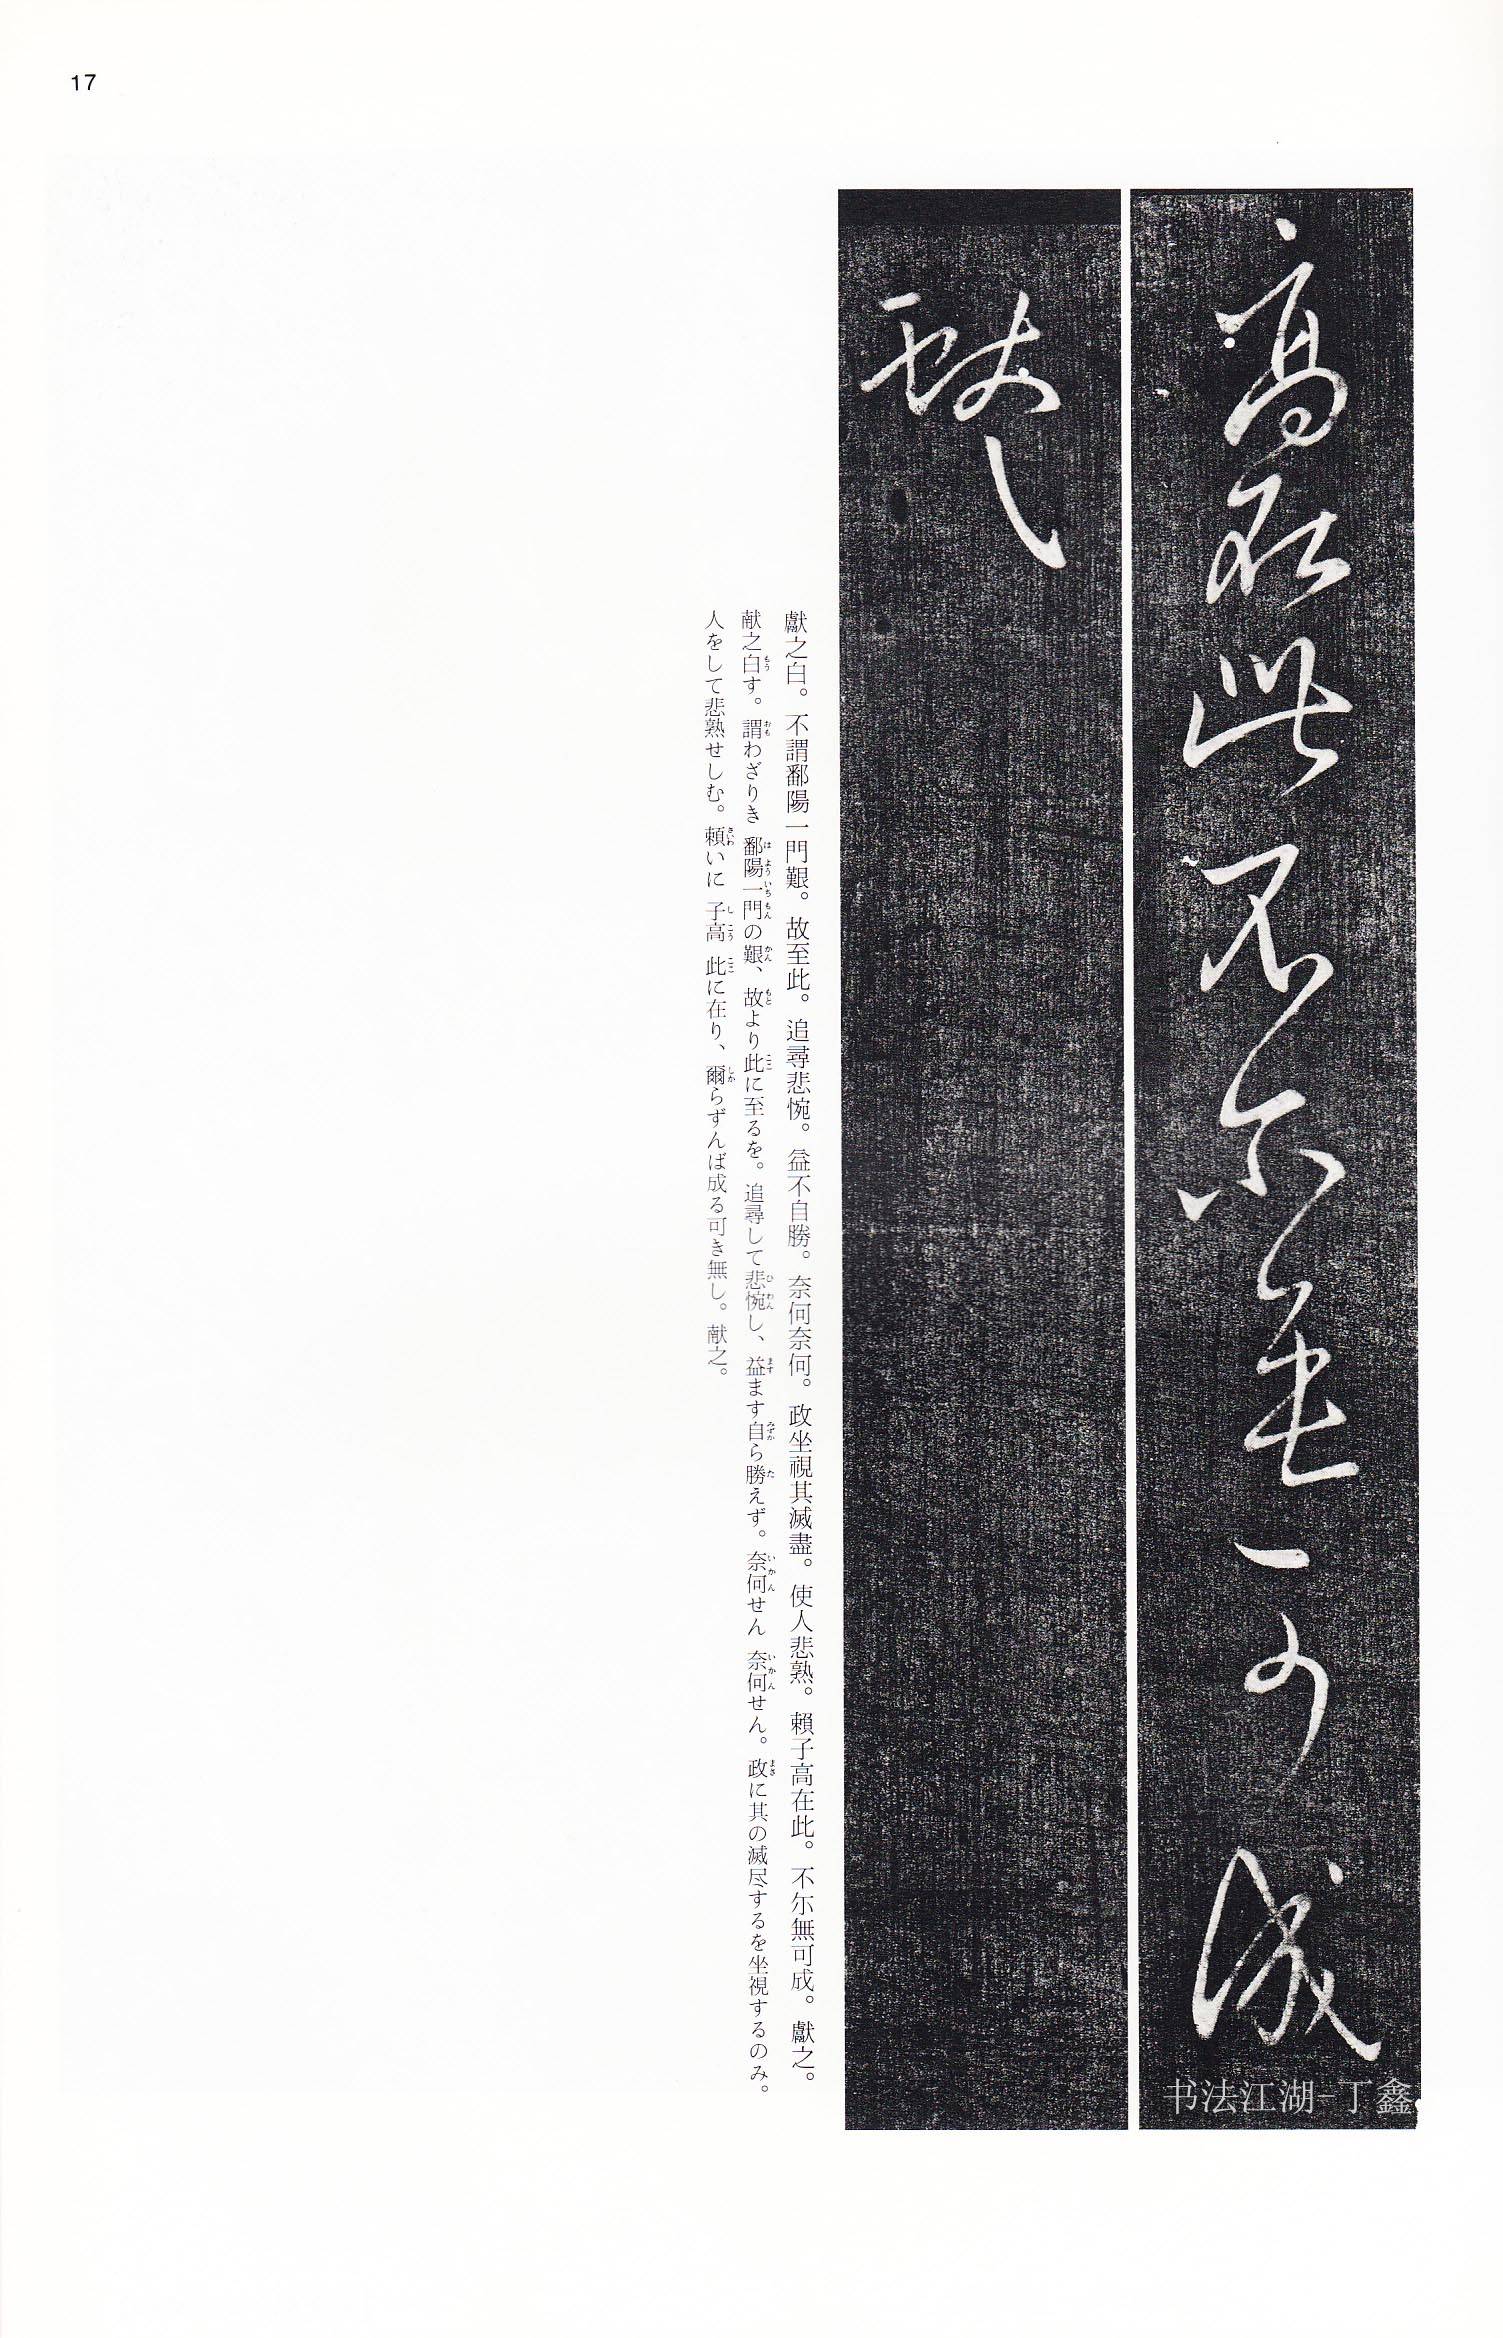 17
高在此不尓無一可成
獻之
獻之白。不謂鄱陽一門艱。故至此。追尋悲惋。益不自勝。奈何奈何。政坐視其滅盡。使人悲熟。賴子高在此。不尓無可成。獻之。
献之白す。謂わざりき 鄱陽一門の艱、故より此に至るを。追尋して悲惋し、益ます自ら勝えず。奈何せん 奈何せん。政に其の滅尽するを坐視するのみ。
人をして悲熟せしむ。頼いに 子高 此に在り、爾らずんば成る可き無し。献之。
书法江湖-丁鑫